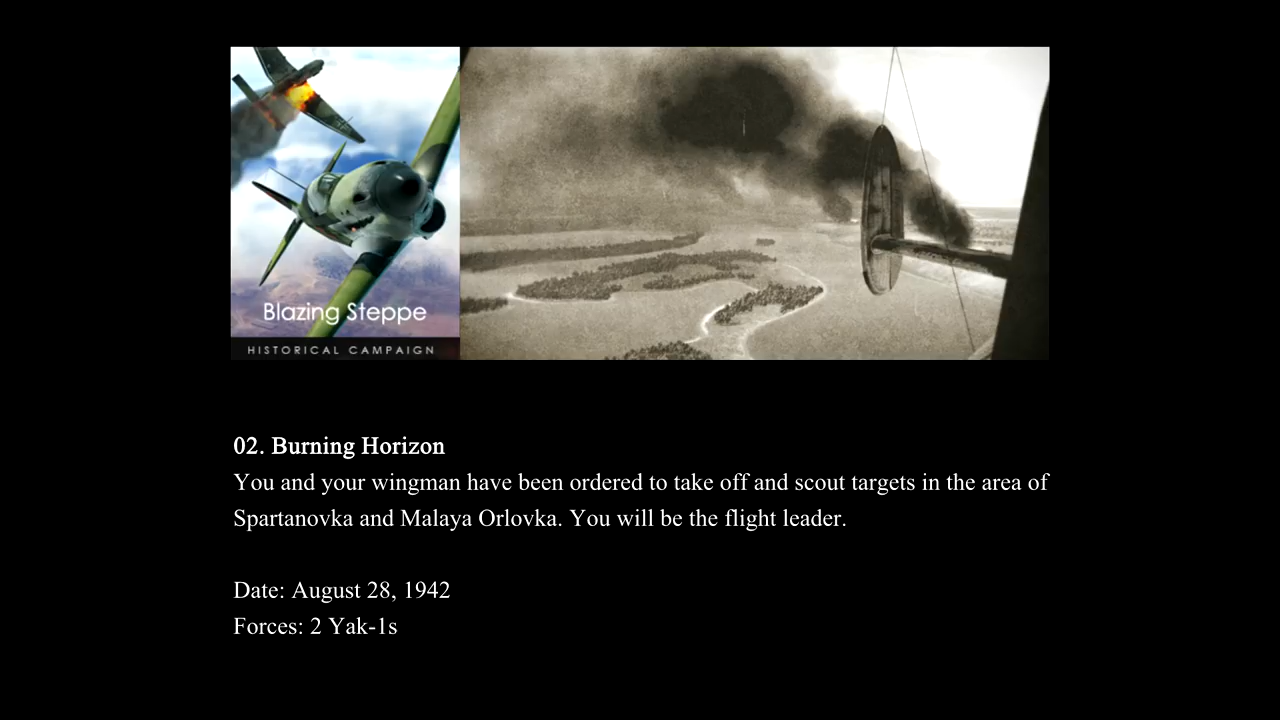 Blazing Steppe
HISTORICAL CAMPAIGN
02. Burning Horizon
You and your wingman have been ordered to take off and scout targets in the area of
Spartanovka and Malaya Orlovka. You will be the flight leader.
Date: August 28, 1942
Forces: 2 Yak-1s